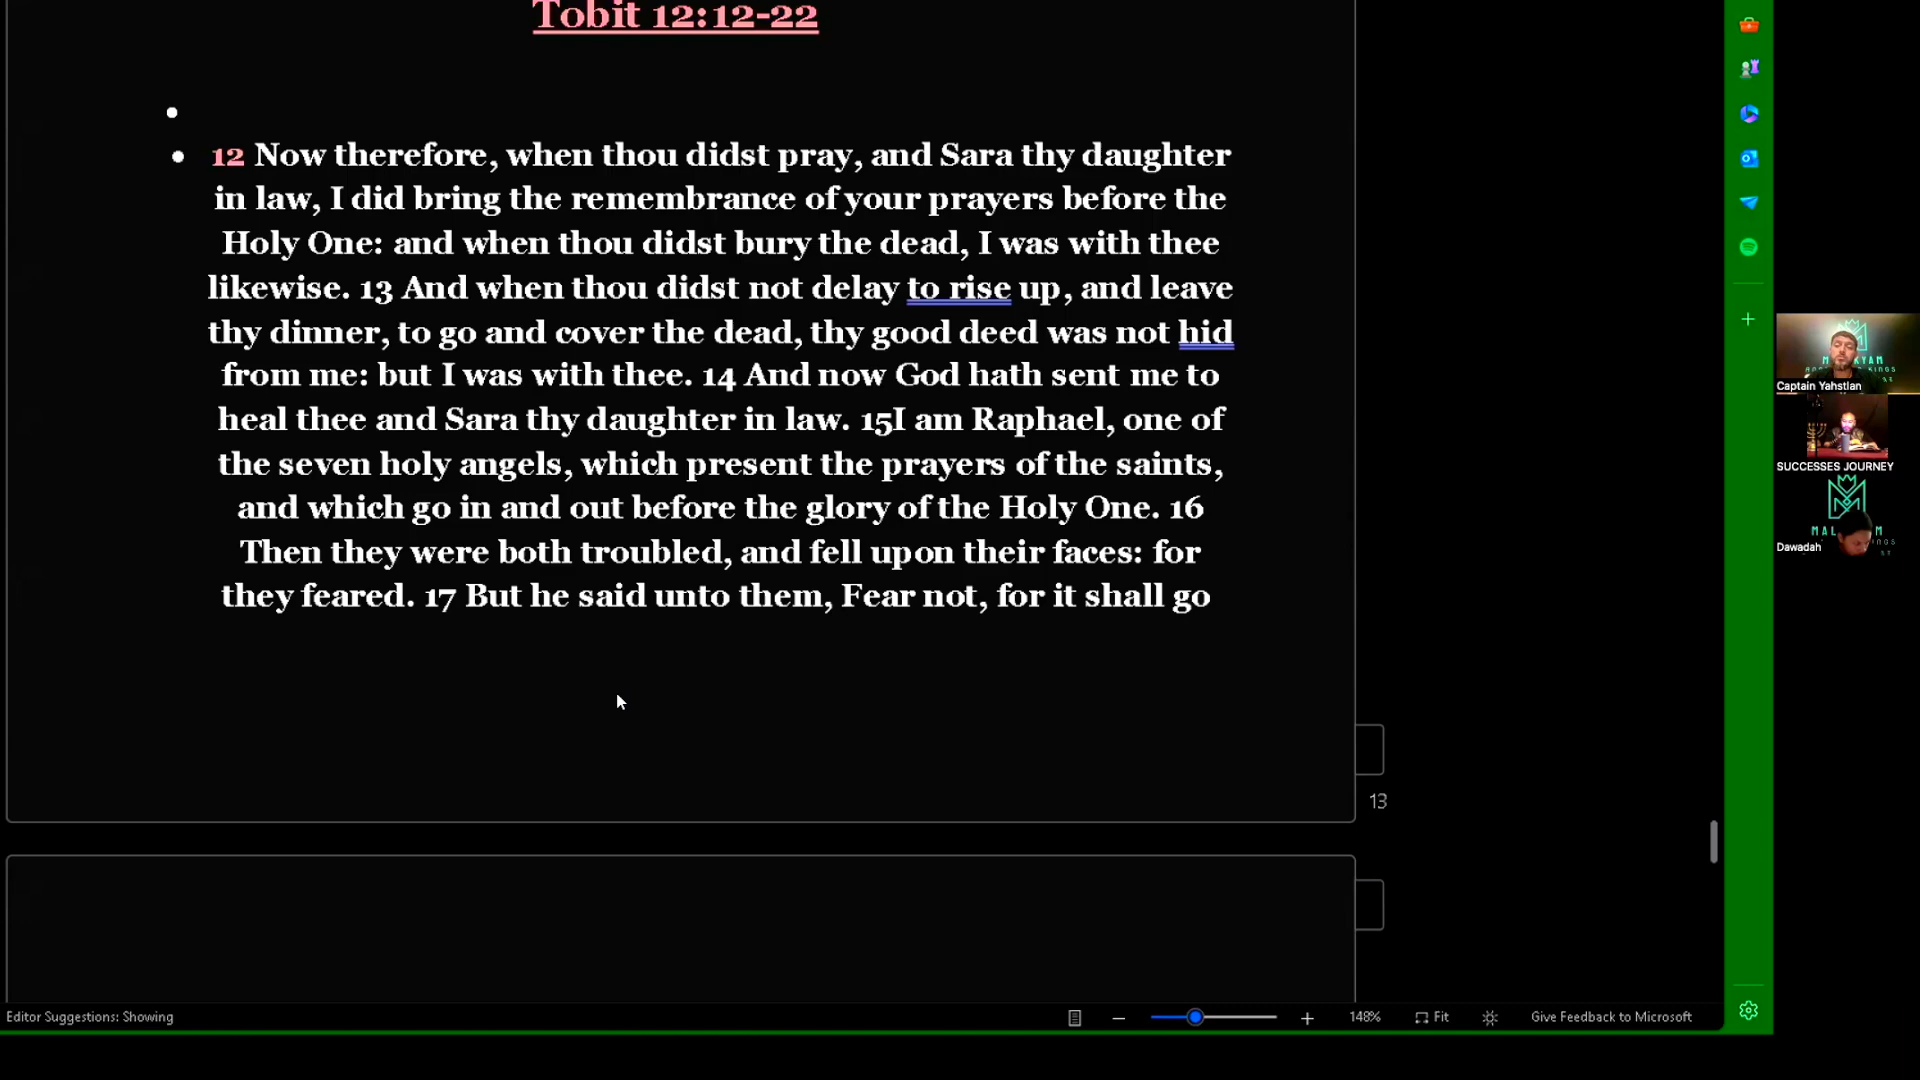 Tobit 12:12-22
12 Now therefore, when thou didst pray, and Sara thy daughter
in law, I did bring the remembrance of your prayers before the
Holy One: and when thou didst bury the dead, I was with thee
likewise. 13 And when thou didst not delay to rise up, and leave
thy dinner, to go and cover the dead, thy good deed was not hid
from me: but I was with thee. 14 And now God hath sent me to
heal thee and Sara thy daughter in law. 15I am Raphael, one of
the seven holy angels, which present the prayers of the saints,
and which go in and out before the glory of the Holy One. 16
Then they were both troubled, and fell upon their faces: for
they feared. 17 But he said unto them, Fear not, for it shall go
13
Captain Yahstlan
SUCCESSES JOURNEY
Dawadah
Editor Suggestions: Showing
148%
Fit
Give Feedback to Microsoft